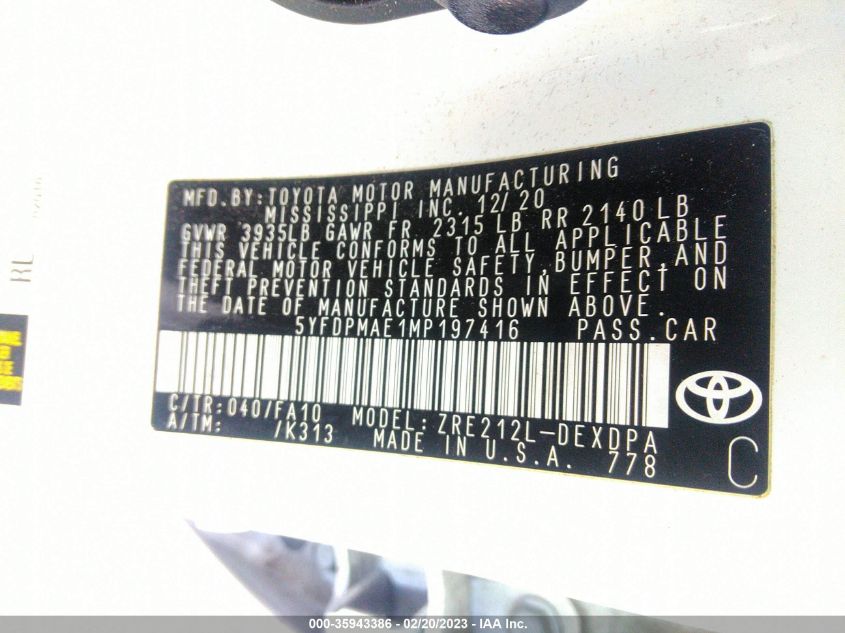 MFD.BY:TOYOTA MOTOR MANUFACTURING
MISSISSIPPI INC. 12/20
GVWR 3935LB GAWR FR 2315 LB RR 2140 LB
THIS VEHICLE CONFORMS TO ALL APPLICABLE
FEDERAL MOTOR VEHICLE SAFETY,BUMPER,AND
THEFT PREVENTION STANDARDS IN EFFECT ON
THE DATE OF MANUFACTURE SHOWN ABOVE.
5YFDPMAE1MP197416 PASS.CAR
C/TR:040/FA10 MODEL:ZRE212L-DEXDPA
A/TM: /K313 MADE IN U.S.A. 778
C
RL
000-35943386 - 02/20/2023 - IAA Inc.